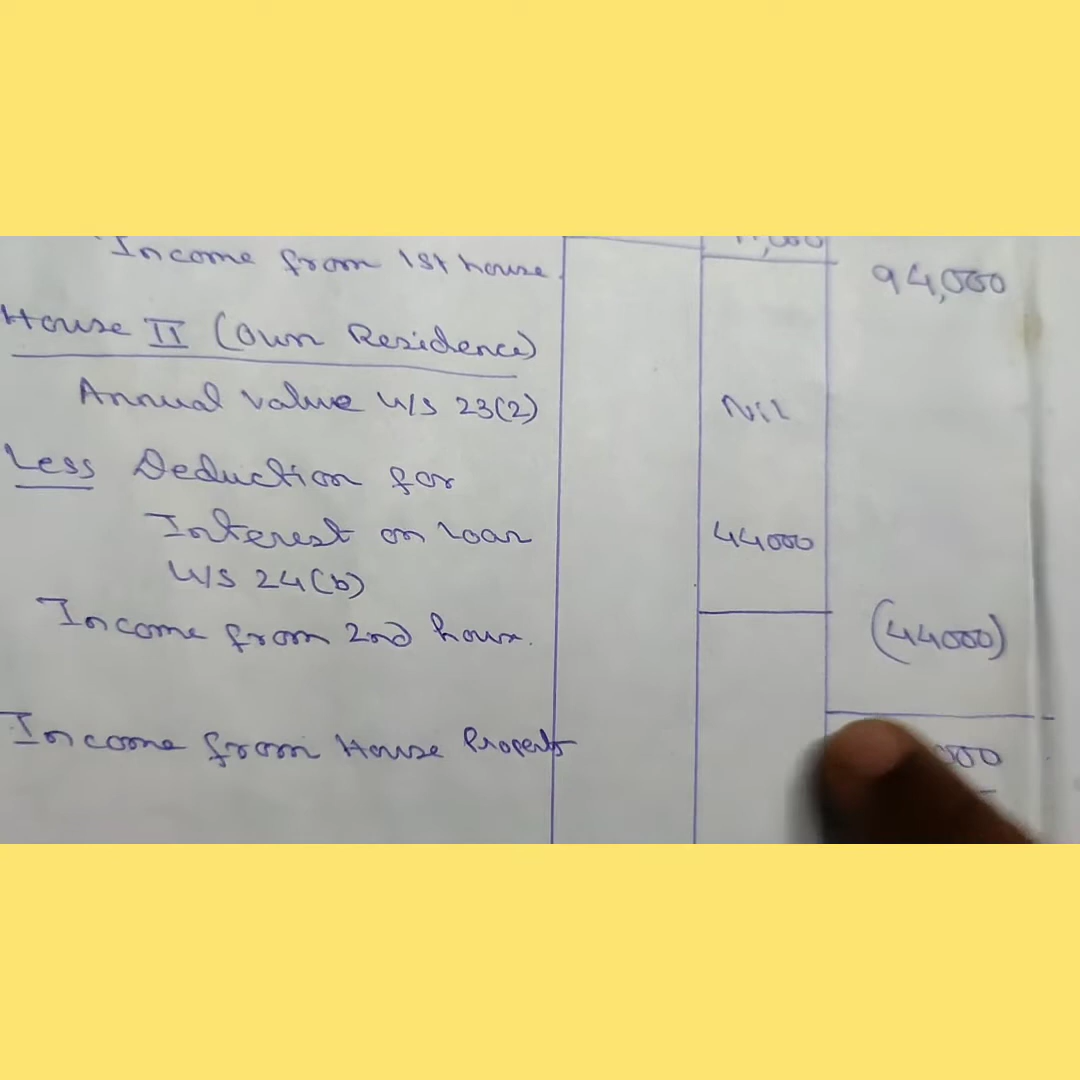 Income from 1st house. 94,000
House II (Own Residence)
Annual value u/s 23(2) Nil
Less Deduction for
Interest on loan 44000
u/s 24(b)
Income from 2nd house. (44000)
Income from House Property 000